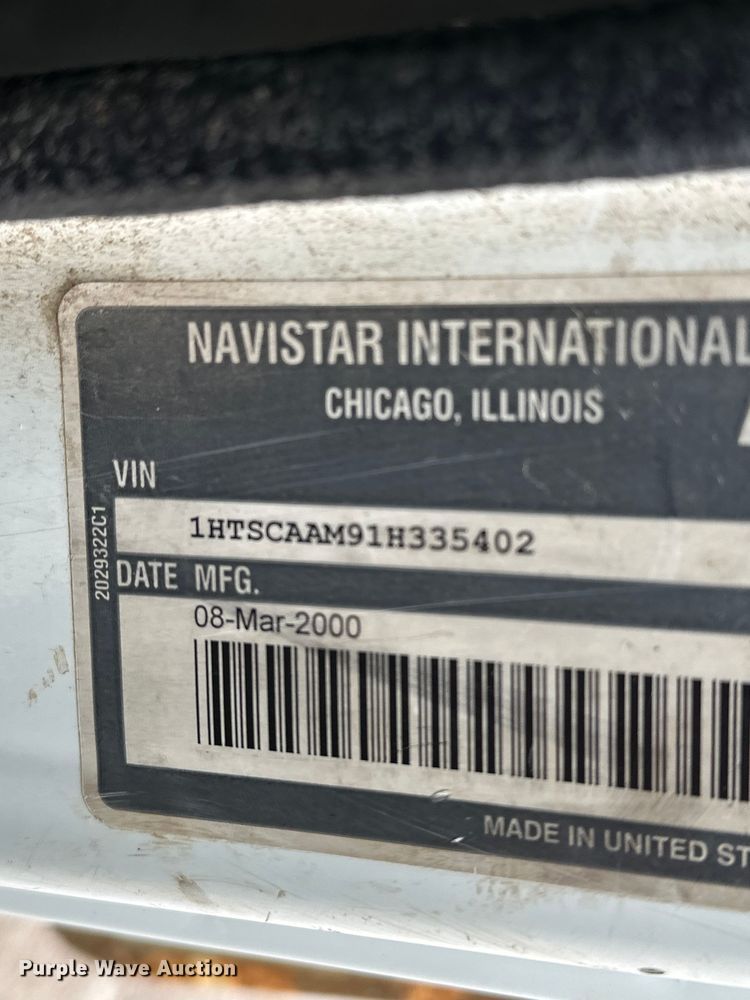 NAVISTAR INTERNATIONAL
CHICAGO, ILLINOIS
VIN
1HTSCAAM91H335402
2029322C1
DATE MFG.
08-Mar-2000
MADE IN UNITED ST
Purple Wave Auction